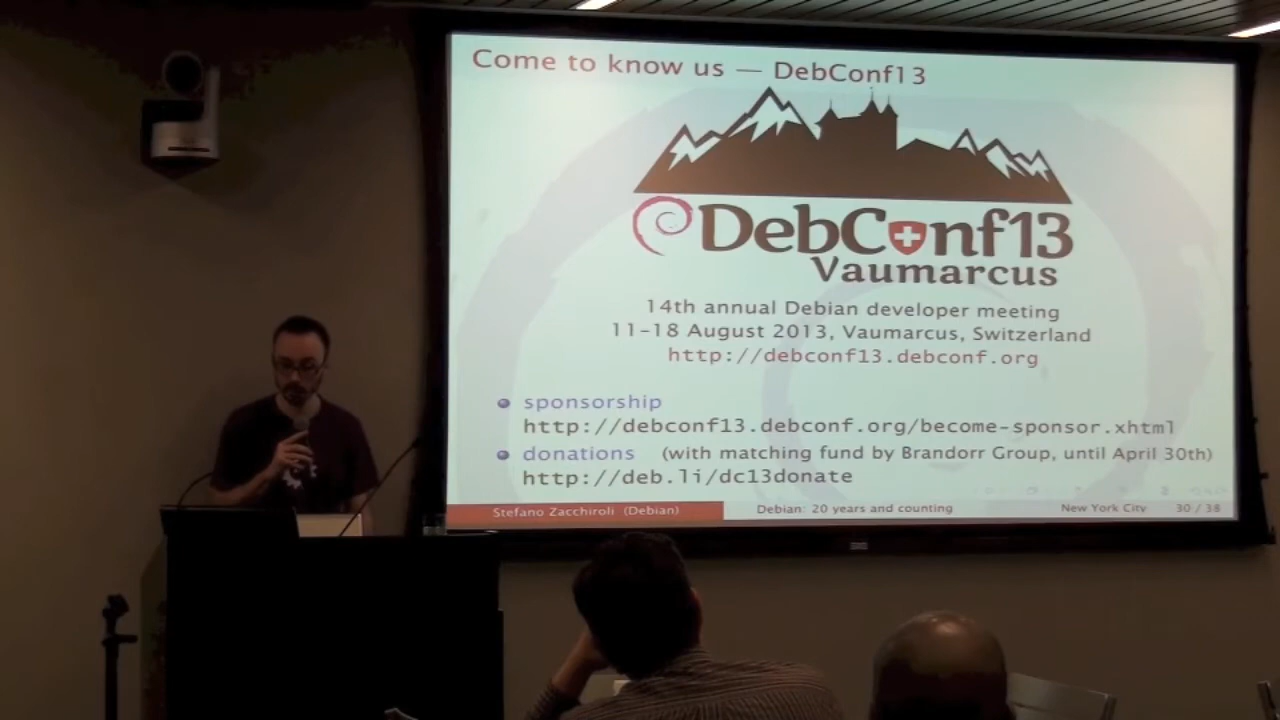 Come to know us — DebConf13
DebConf13
Vaumarcus
14th annual Debian developer meeting
11–18 August 2013, Vaumarcus, Switzerland
http://debconf13.debconf.org
sponsorship
http://debconf13.debconf.org/become-sponsor.xhtml
donations (with matching fund by Brandorr Group, until April 30th)
http://deb.li/dc13donate
Stefano Zacchiroli (Debian) Debian: 20 years and counting New York City 30 / 38